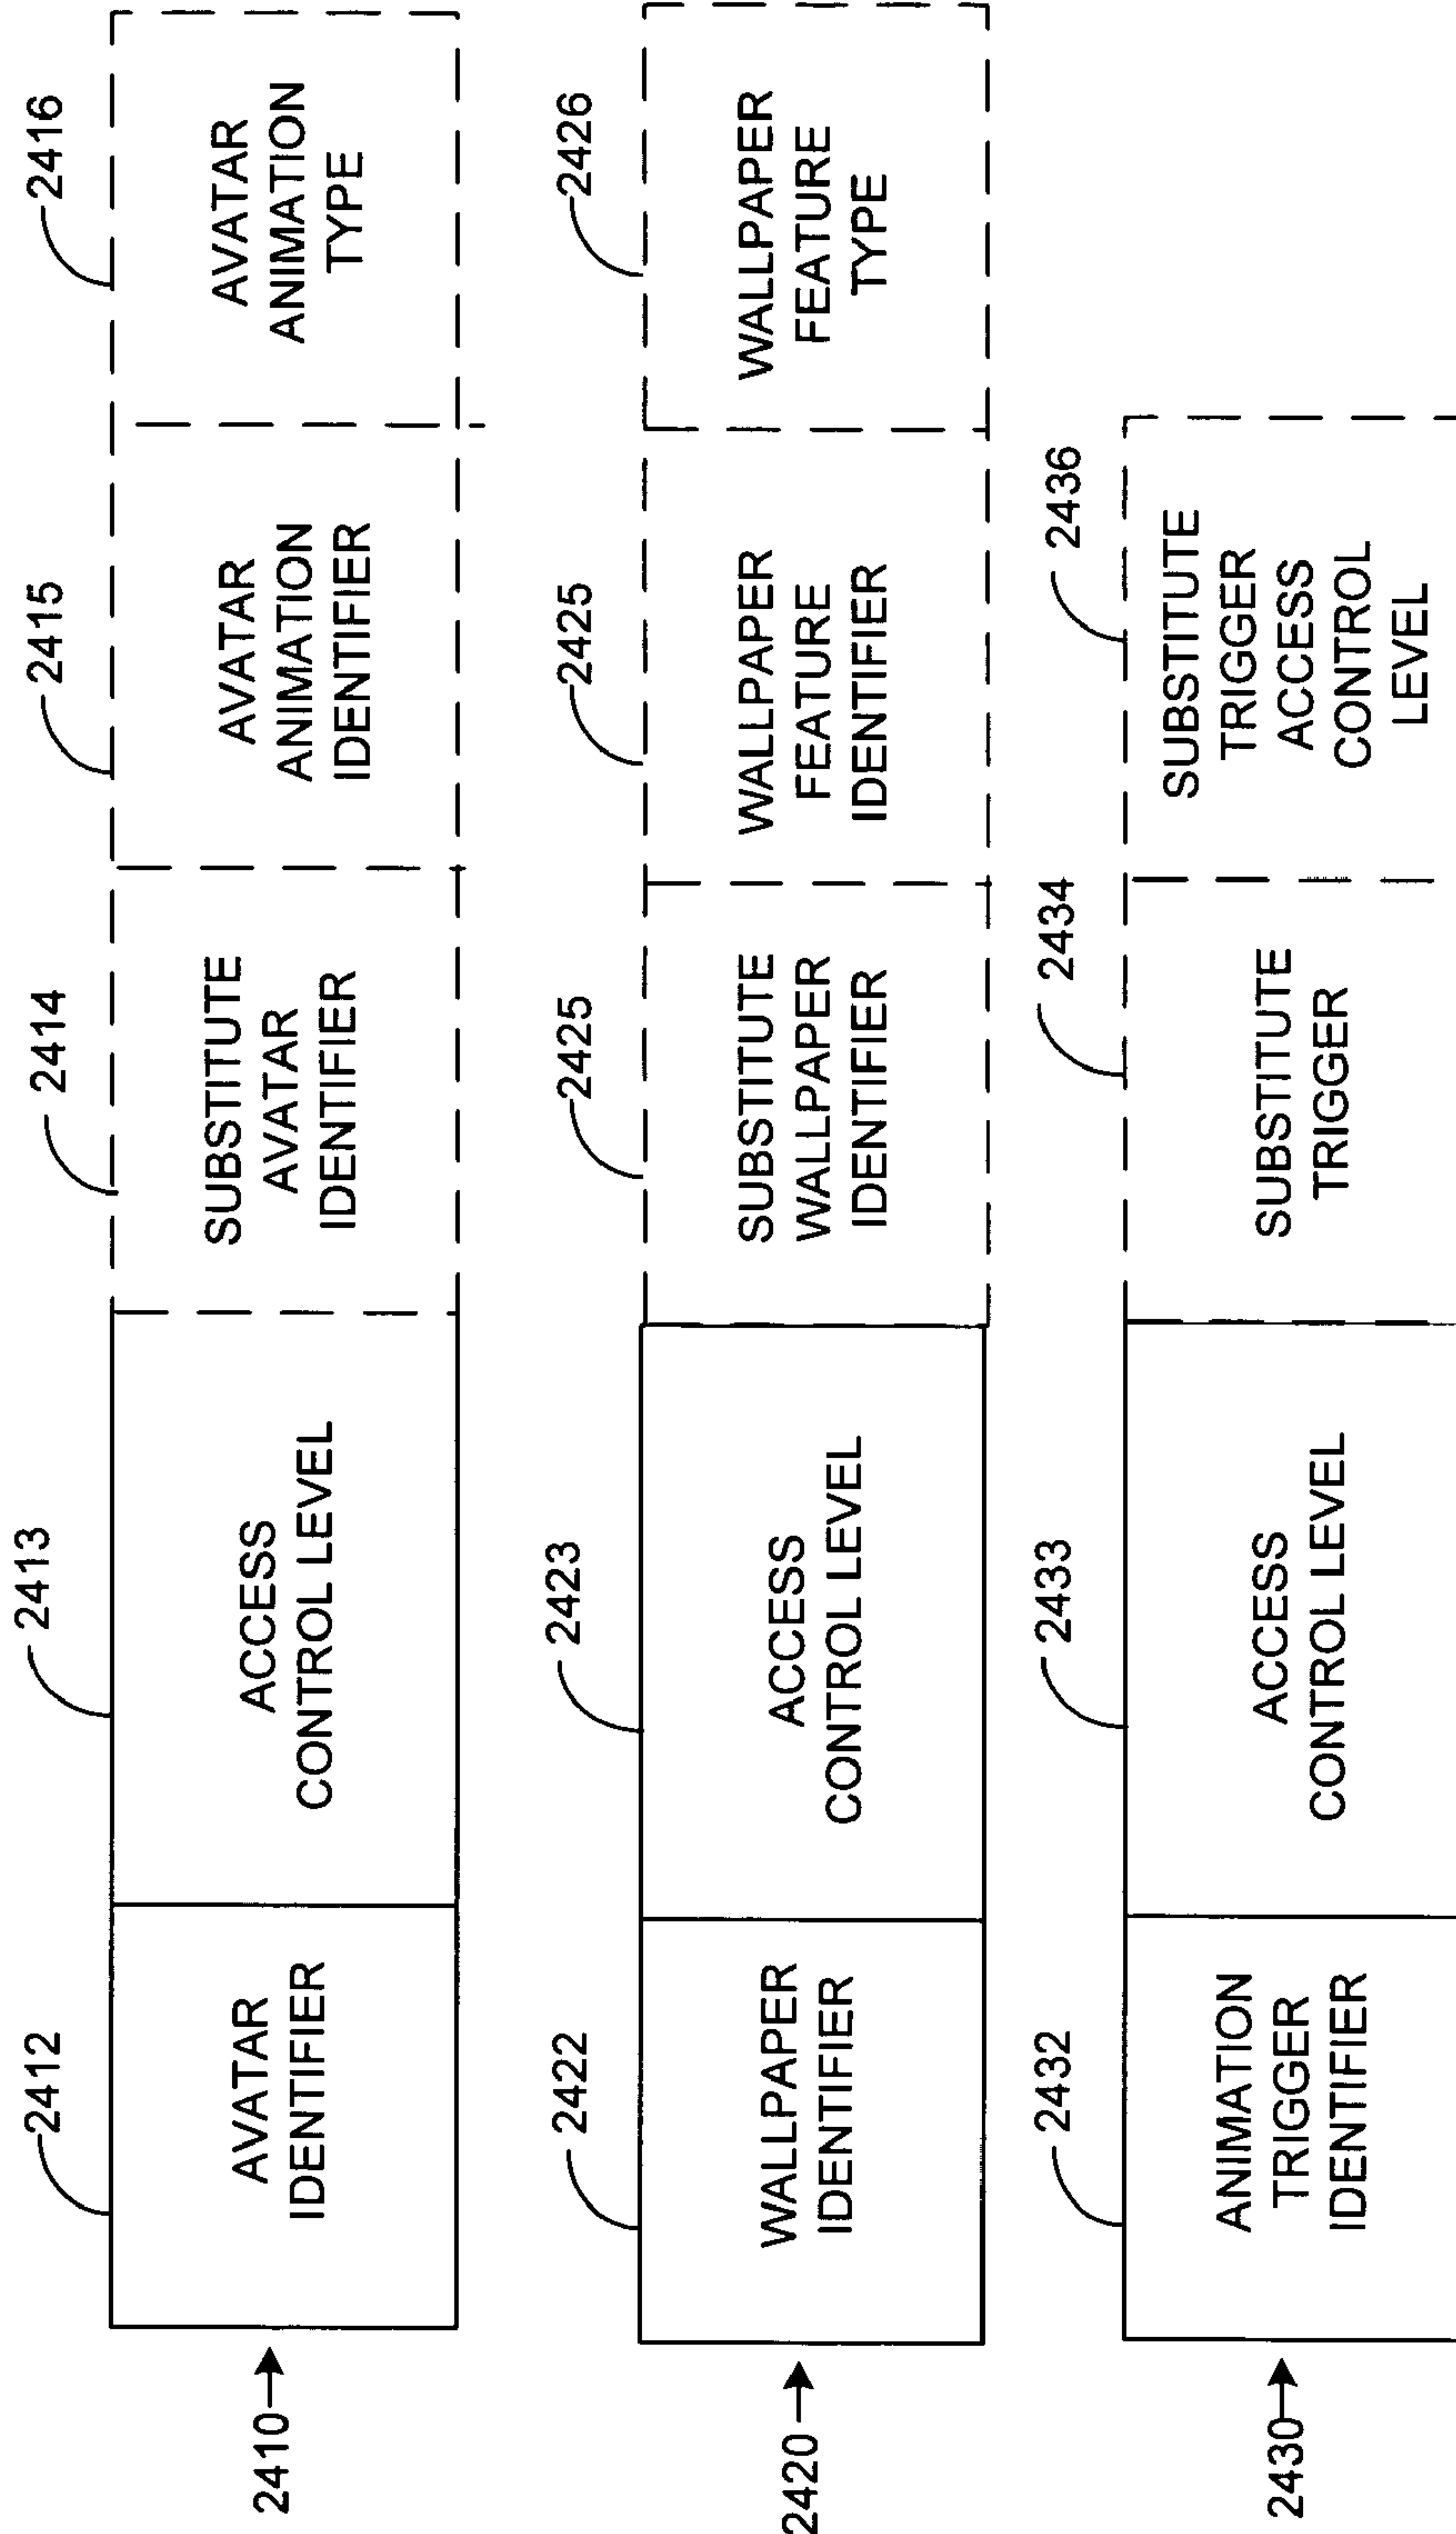 2412
2413
2414
2415
2416
2410
AVATAR
IDENTIFIER
ACCESS
CONTROL LEVEL
SUBSTITUTE
AVATAR
IDENTIFIER
AVATAR
ANIMATION
IDENTIFIER
AVATAR
ANIMATION
TYPE
2422
2423
2425
2425
2426
2420
WALLPAPER
IDENTIFIER
ACCESS
CONTROL LEVEL
SUBSTITUTE
WALLPAPER
IDENTIFIER
WALLPAPER
FEATURE
IDENTIFIER
WALLPAPER
FEATURE
TYPE
2432
2433
2434
2436
2430
ANIMATION
TRIGGER
IDENTIFIER
ACCESS
CONTROL LEVEL
SUBSTITUTE
TRIGGER
SUBSTITUTE
TRIGGER
ACCESS
CONTROL
LEVEL